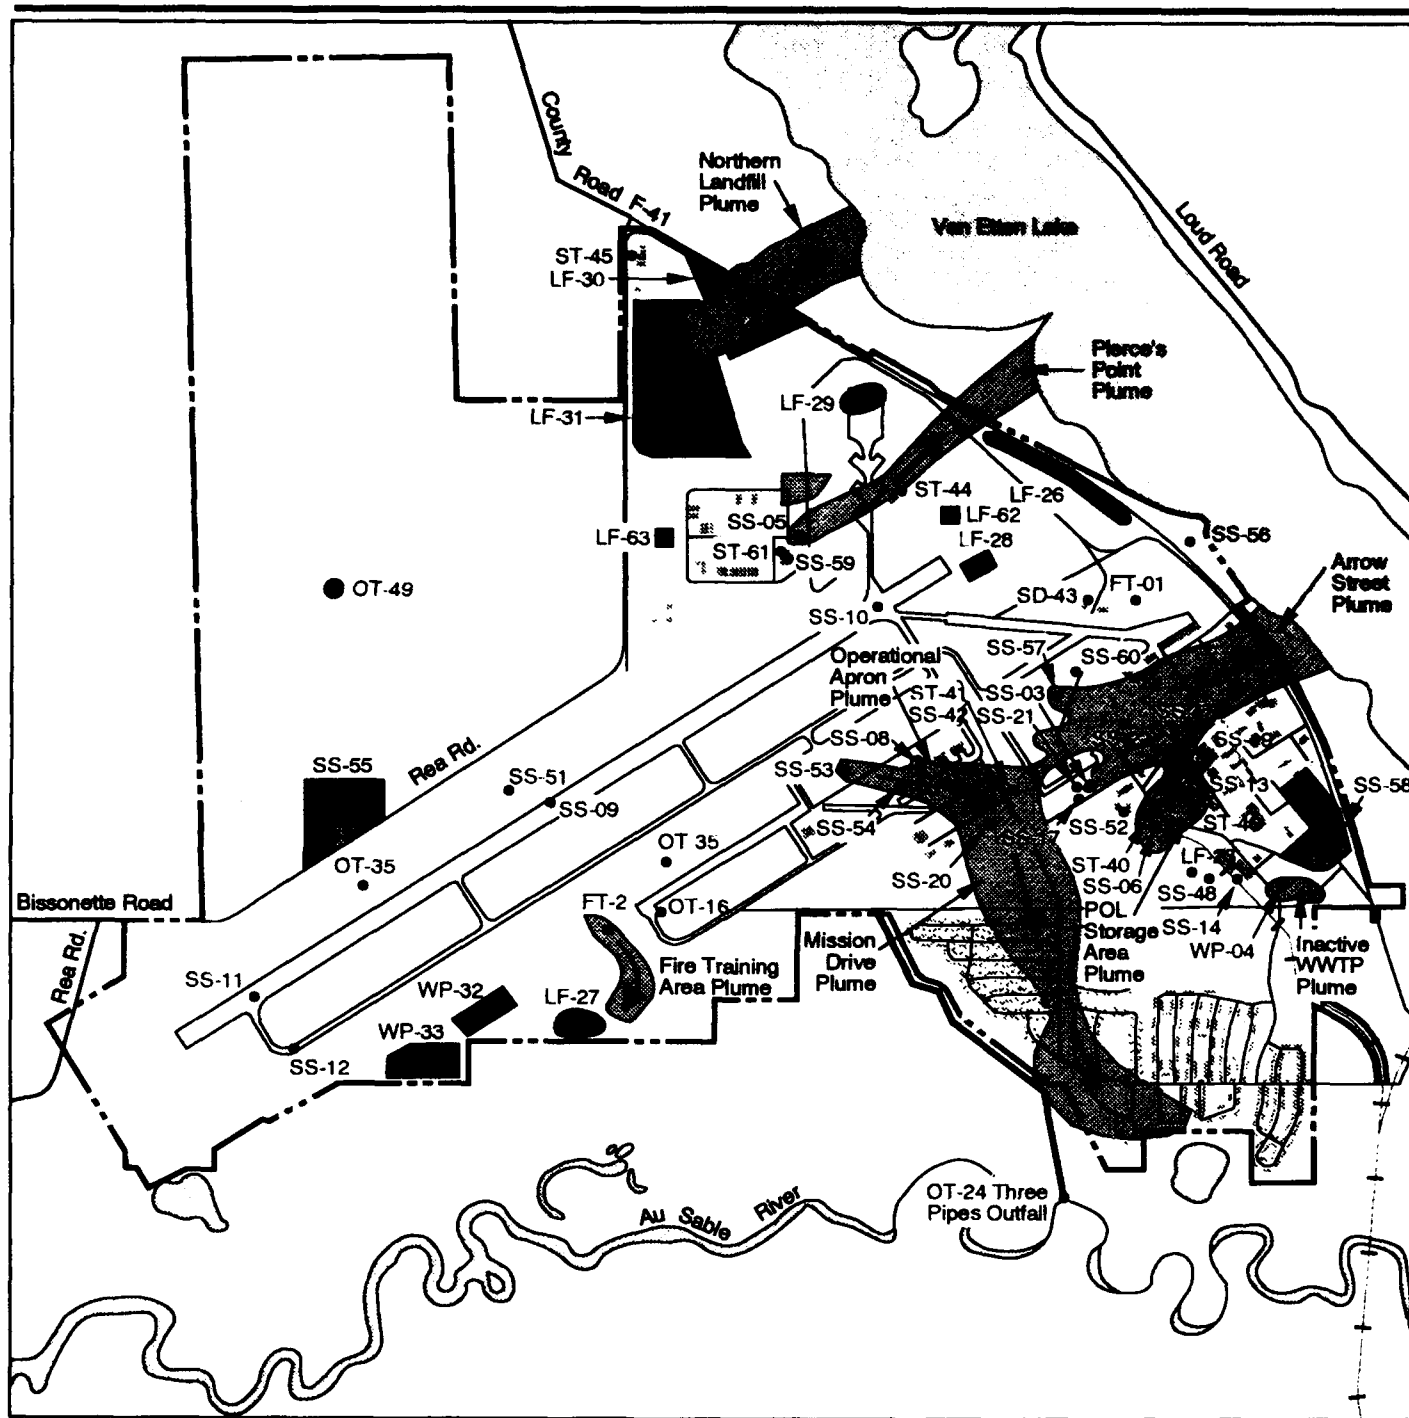 County
Road F-41
Northern
Landfill
Plume
Van Etten Lake
Loud Road
ST-45
LF-30
Pierce's
Point
Plume
LF-29
LF-31
ST-44
LF-26
SS-05
LF-62
LF-63
LF-28
SS-56
ST-61
SS-59
OT-49
SD-43
FT-01
Arrow
Street
Plume
SS-10
SS-57
SS-60
Operational
Apron
Plume
ST-41
SS-03
SS-42
SS-21
SS-08
Rea Rd.
SS-55
SS-51
SS-53
SS-09
SS-13
SS-58
SS-54
SS-52
OT-35
OT 35
ST-40
SS-20
SS-06
SS-48
Bissonette Road
FT-2
OT-16
POL
Storage
Area
Plume
SS-14
WP-04
Inactive
WWTP
Plume
Mission
Drive
Plume
Rea Rd.
Fire Training
Area Plume
SS-11
WP-32
LF-27
WP-33
SS-12
OT-24 Three
Pipes Outfall
Au Sable River